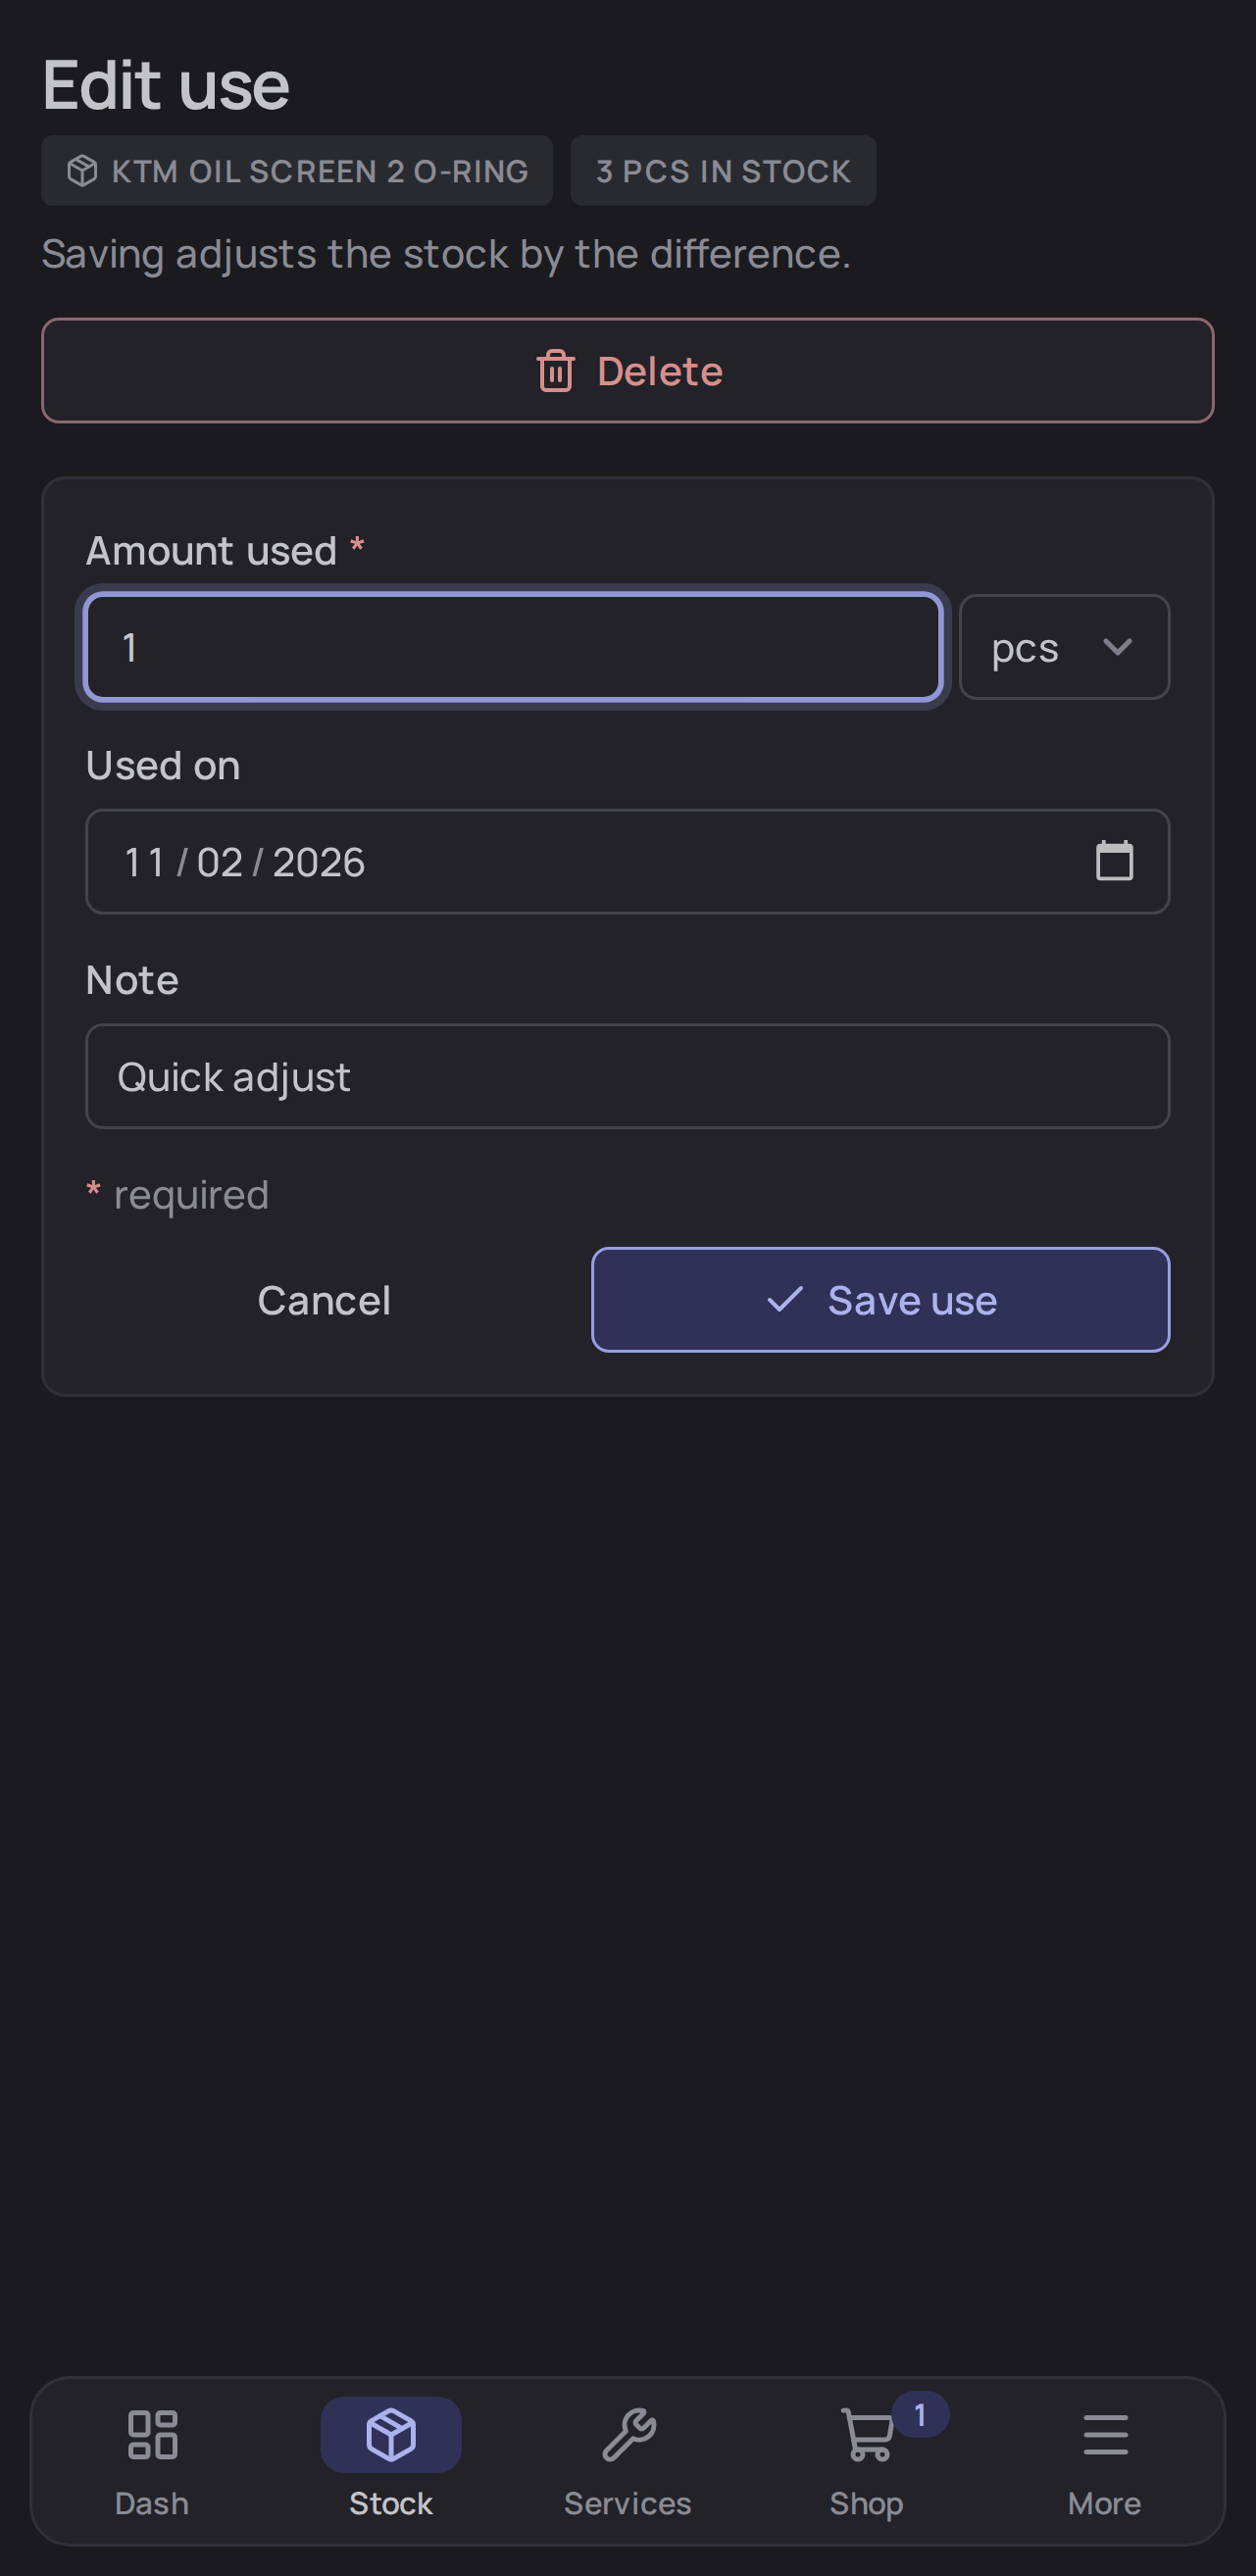 Edit use
KTM OIL SCREEN 2 O-RING 3 PCS IN STOCK
Saving adjusts the stock by the difference.
Delete
Amount used *
1 pcs
Used on
11/02/2026
Note
Quick adjust
* required
Cancel Save use
1
Dash Stock Services Shop More